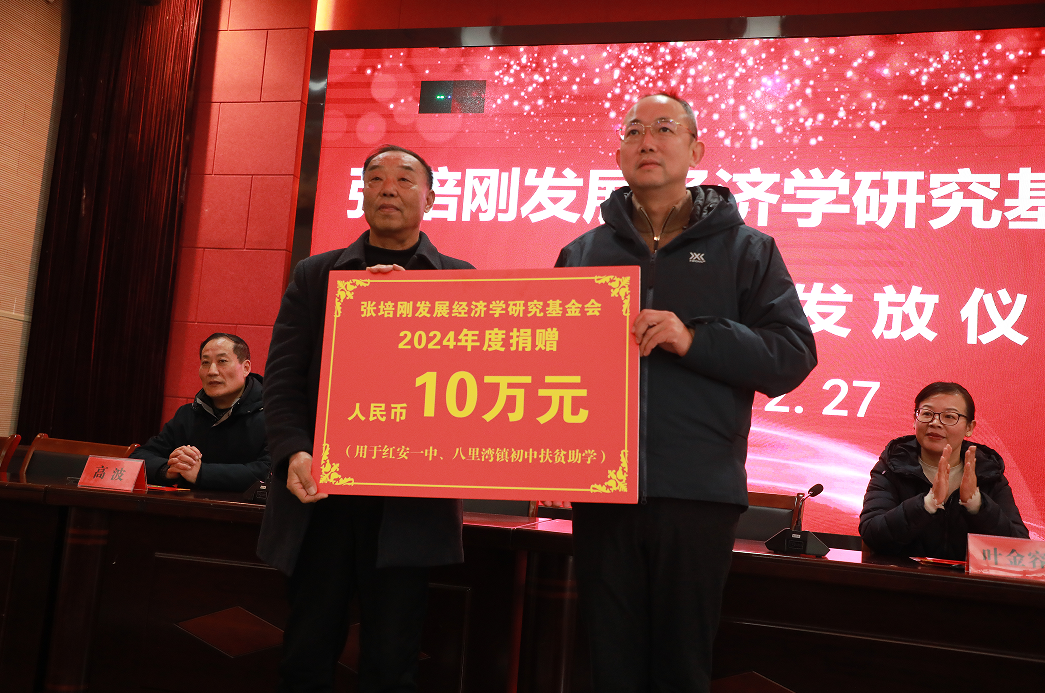 张培刚发展经济学研究基
发放仪
2.27
张培刚发展经济学研究基金会
2024年度捐赠
人民币 10万元
（用于红安一中、八里湾镇初中扶贫助学）
高波
叶金容